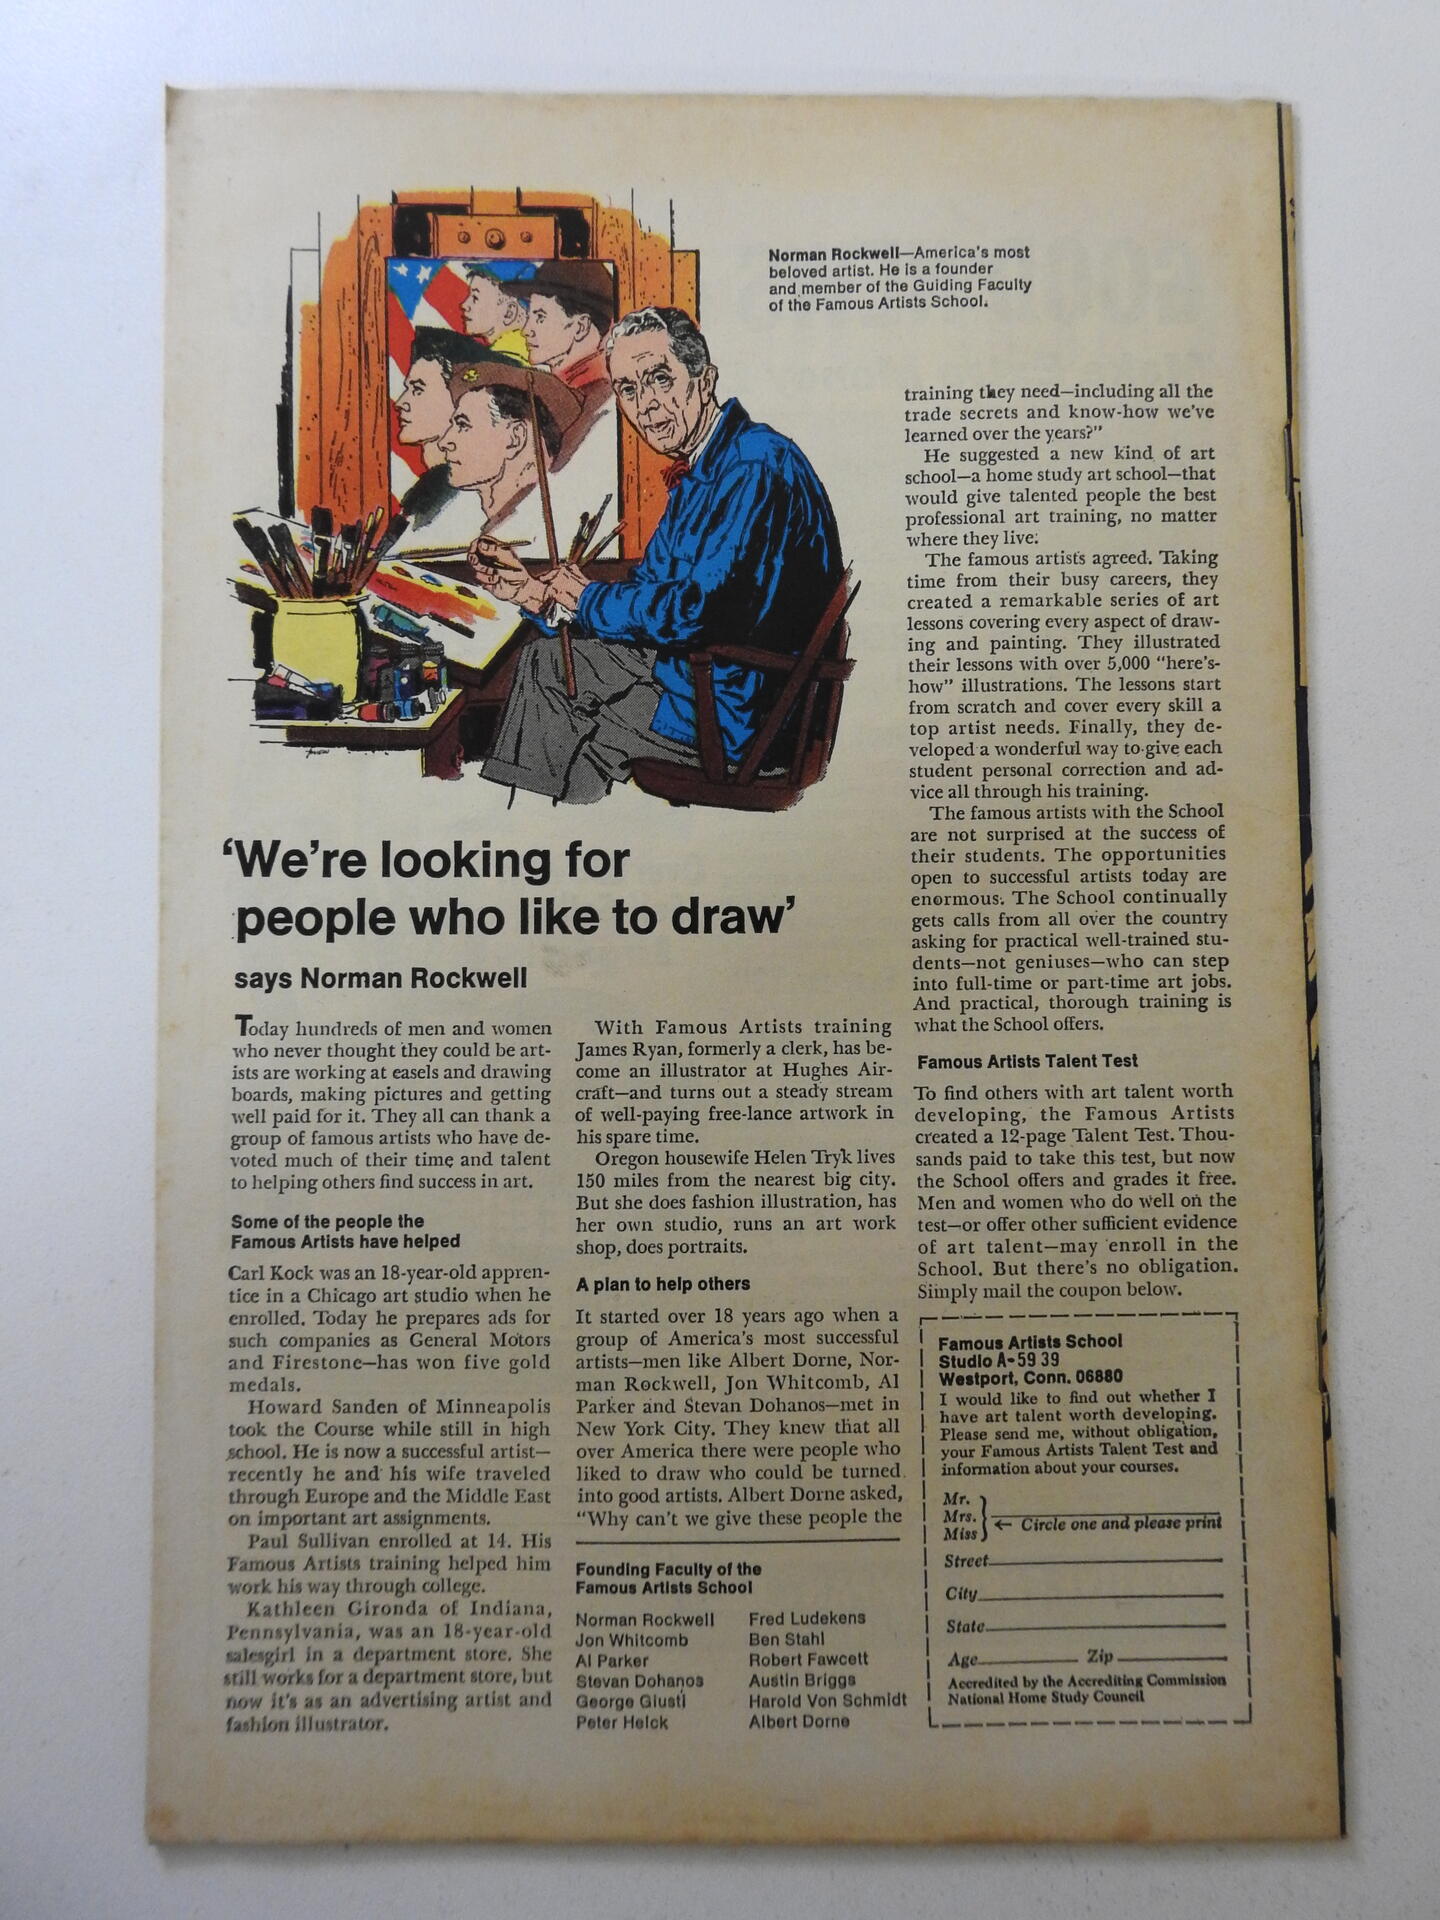 Norman Rockwell—America's most
beloved artist. He is a founder
and member of the Guiding Faculty
of the Famous Artists School.
'We're looking for
people who like to draw'
says Norman Rockwell
Today hundreds of men and women
who never thought they could be art-
ists are working at easels and drawing
boards, making pictures and getting
well paid for it. They all can thank a
group of famous artists who have de-
voted much of their time and talent
to helping others find success in art.
Some of the people the
Famous Artists have helped
Carl Kock was an 18-year-old appren-
tice in a Chicago art studio when he
enrolled. Today he prepares ads for
such companies as General Motors
and Firestone—has won five gold
medals.
Howard Sanden of Minneapolis
took the Course while still in high
school. He is now a successful artist—
recently he and his wife traveled
through Europe and the Middle East
on important art assignments.
Paul Sullivan enrolled at 14. His
Famous Artists training helped him
work his way through college.
Kathleen Gironda of Indiana,
Pennsylvania, was an 18-year-old
salesgirl in a department store. She
still works for a department store, but
now it's as an advertising artist and
fashion illustrator.
With Famous Artists training
James Ryan, formerly a clerk, has be-
come an illustrator at Hughes Air-
craft—and turns out a steady stream
of well-paying free-lance artwork in
his spare time.
Oregon housewife Helen Tryk lives
150 miles from the nearest big city.
But she does fashion illustration, has
her own studio, runs an art work
shop, does portraits.
A plan to help others
It started over 18 years ago when a
group of America's most successful
artists—men like Albert Dorne, Nor-
man Rockwell, Jon Whitcomb, Al
Parker and Stevan Dohanos—met in
New York City. They knew that all
over America there were people who
liked to draw who could be turned
into good artists. Albert Dorne asked,
"Why can't we give these people the
training they need—including all the
trade secrets and know-how we've
learned over the years?"
He suggested a new kind of art
school—a home study art school—that
would give talented people the best
professional art training, no matter
where they live.
The famous artists agreed. Taking
time from their busy careers, they
created a remarkable series of art
lessons covering every aspect of draw-
ing and painting. They illustrated
their lessons with over 5,000 "here's-
how" illustrations. The lessons start
from scratch and cover every skill a
top artist needs. Finally, they de-
veloped a wonderful way to give each
student personal correction and ad-
vice all through his training.
The famous artists with the School
are not surprised at the success of
their students. The opportunities
open to successful artists today are
enormous. The School continually
gets calls from all over the country
asking for practical well-trained stu-
dents—not geniuses—who can step
into full-time or part-time art jobs.
And practical, thorough training is
what the School offers.
Famous Artists Talent Test
To find others with art talent worth
developing, the Famous Artists
created a 12-page Talent Test. Thou-
sands paid to take this test, but now
the School offers and grades it free.
Men and women who do well on the
test—or offer other sufficient evidence
of art talent—may enroll in the
School. But there's no obligation.
Simply mail the coupon below.
Founding Faculty of the
Famous Artists School
Norman Rockwell
Jon Whitcomb
Al Parker
Stevan Dohanos
George Giusti
Peter Helck
Fred Ludekens
Ben Stahl
Robert Fawcett
Austin Briggs
Harold Von Schmidt
Albert Dorne
Famous Artists School
Studio A-59 39
Westport, Conn. 06880
I would like to find out whether I
have art talent worth developing.
Please send me, without obligation,
your Famous Artists Talent Test and
information about your courses.
Mr.
Mrs.
Miss
← Circle one and please print
Street
City
State
Age Zip
Accredited by the Accrediting Commission
National Home Study Council